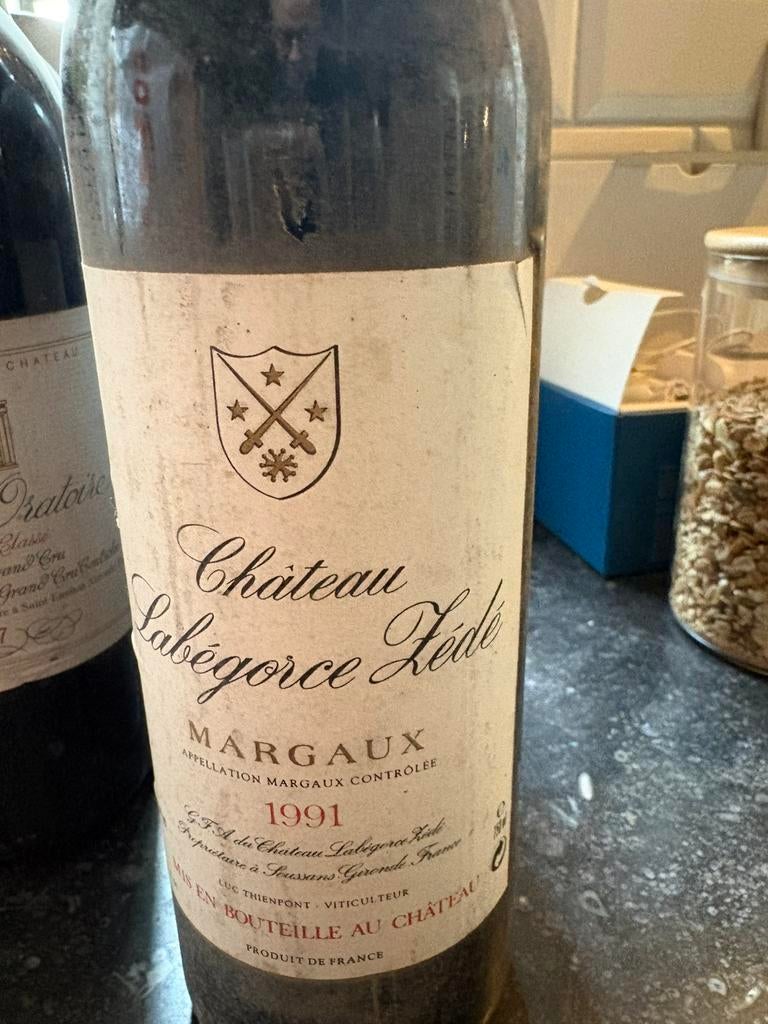 Château
Labégorce Zédé
MARGAUX
APPELLATION MARGAUX CONTRÔLÉE
1991
G.F.A du Château Labégorce Zédé
Propriétaire à Soussans Gironde France
LUC THIENPONT - VITICULTEUR
MIS EN BOUTEILLE AU CHÂTEAU
PRODUIT DE FRANCE
CHATEAU
Oratoire
Classé
Grand Cru